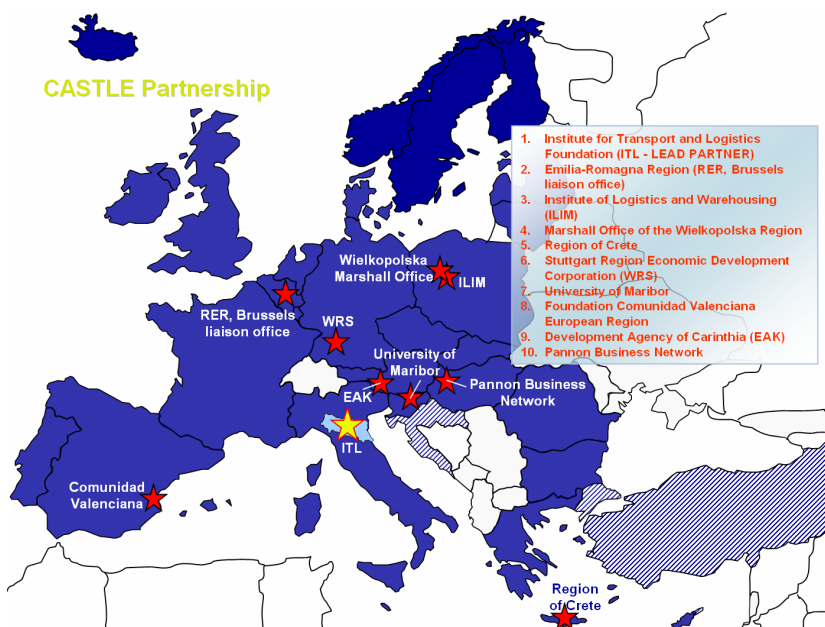 CASTLE Partnership
1. Institute for Transport and Logistics
Foundation (ITL - LEAD PARTNER)
2. Emilia-Romagna Region (RER, Brussels
liaison office)
3. Institute of Logistics and Warehousing
(ILIM)
4. Marshall Office of the Wielkopolska Region
5. Region of Crete
6. Stuttgart Region Economic Development
Corporation (WRS)
7. University of Maribor
8. Foundation Comunidad Valenciana
European Region
9. Development Agency of Carinthia (EAK)
10. Pannon Business Network
Wielkopolska
Marshall Office
ILIM
RER, Brussels
liaison office
WRS
University of
Maribor
EAK
Pannon Business
Network
ITL
Comunidad
Valenciana
Region
of Crete